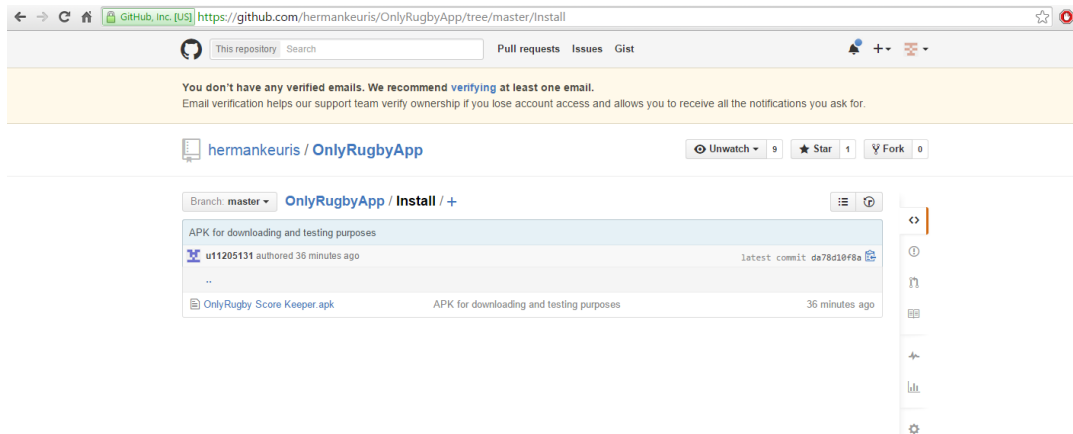 GitHub, Inc. [US] https://github.com/hermankeuris/OnlyRugbyApp/tree/master/Install
This repository Search Pull requests Issues Gist
You don't have any verified emails. We recommend verifying at least one email.
Email verification helps our support team verify ownership if you lose account access and allows you to receive all the notifications you ask for.
hermankeuris / OnlyRugbyApp Unwatch 9 Star 1 Fork 0
Branch: master OnlyRugbyApp / Install / +
APK for downloading and testing purposes
u11205131 authored 36 minutes ago latest commit da78d10f8a
..
OnlyRugby Score Keeper.apk APK for downloading and testing purposes 36 minutes ago